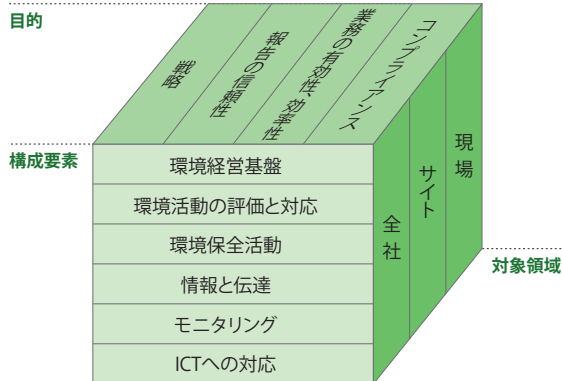 目的
戦略
報告の信頼性
業務の有効性、効率性
コンプライアンス
構成要素
環境経営基盤
環境活動の評価と対応
環境保全活動
情報と伝達
モニタリング
ICTへの対応
全社
サイト
現場
対象領域